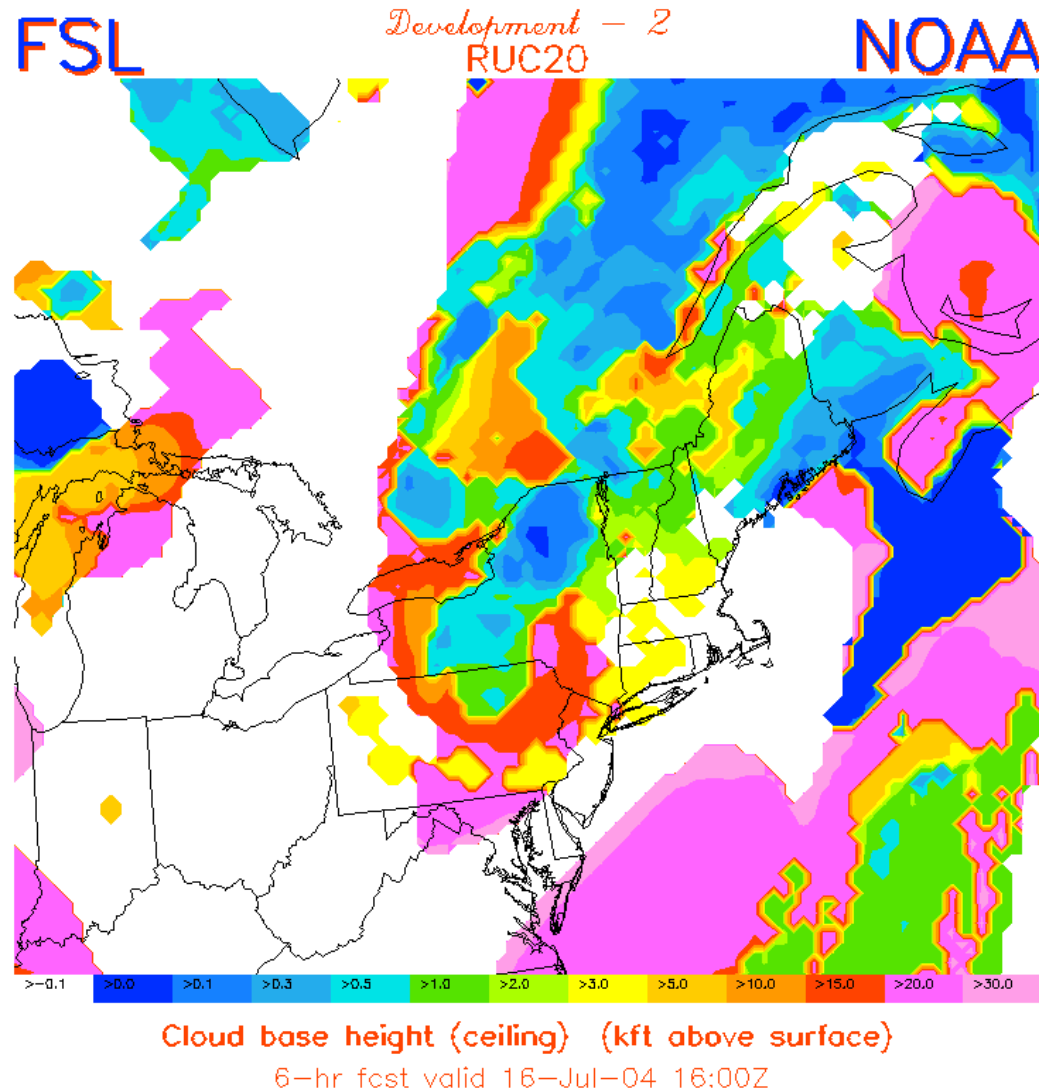 Development - 2
FSL RUC20 NOAA
>-0.1 >0.0 >0.1 >0.3 >0.5 >1.0 >2.0 >3.0 >5.0 >10.0 >15.0 >20.0 >30.0
Cloud base height (ceiling) (kft above surface)
6-hr fcst valid 16-Jul-04 16:00Z